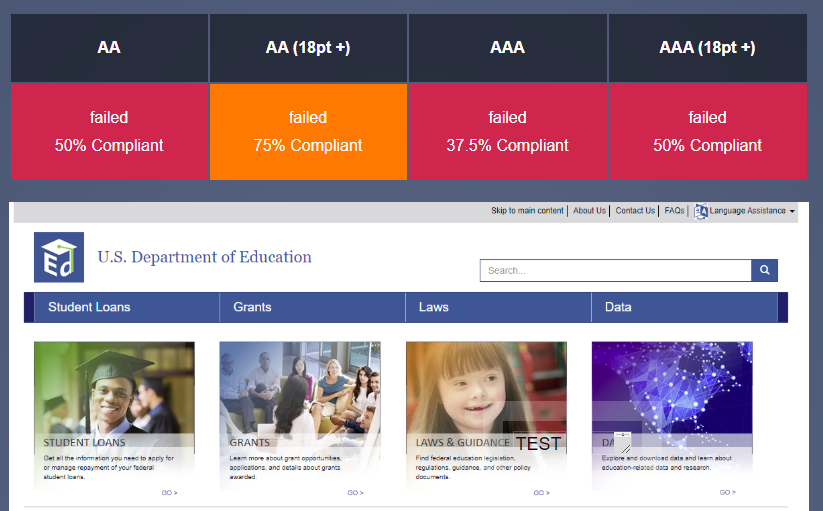 AA AA (18pt +) AAA AAA (18pt +)
failed failed failed failed
50% Compliant 75% Compliant 37.5% Compliant 50% Compliant
Skip to main content | About Us | Contact Us | FAQs | Language Assistance
Ed U.S. Department of Education
Search...
Student Loans Grants Laws Data
STUDENT LOANS
Get all the information you need to apply for
or manage repayment of your federal
student loans.
GO >
GRANTS
Learn more about grant opportunities,
applications, and details about grants
awarded.
GO >
LAWS & GUIDANCE
Find federal education legislation,
regulations, guidance, and other policy
documents.
GO >
TEST
Explore and download data and learn about
education-related data and research.
GO >